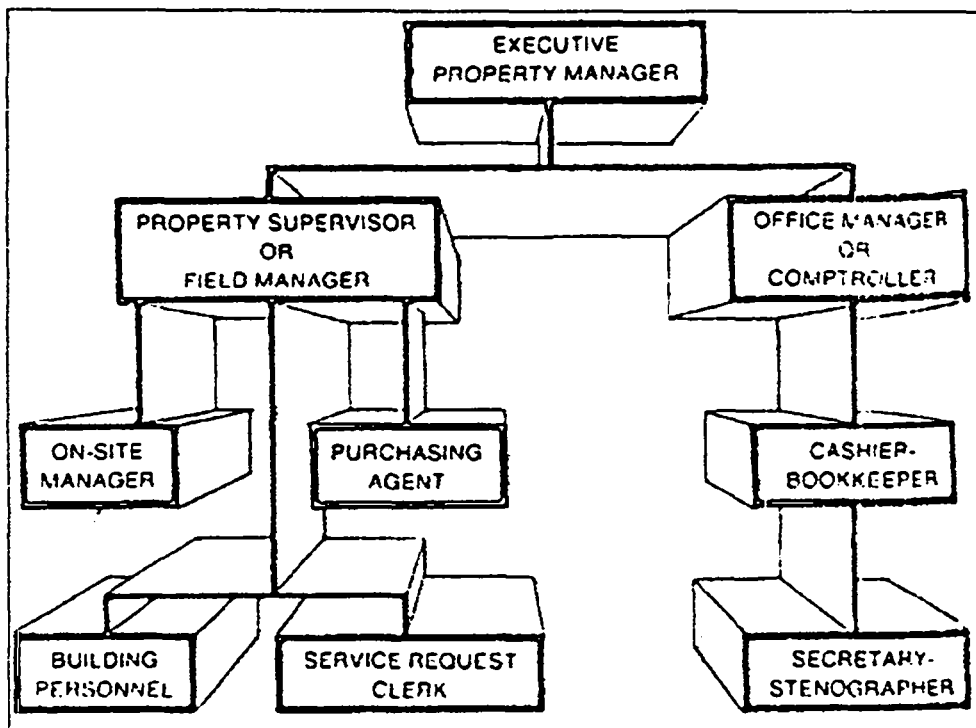 EXECUTIVE
PROPERTY MANAGER
PROPERTY SUPERVISOR
OR
FIELD MANAGER
OFFICE MANAGER
OR
COMPTROLLER
ON-SITE
MANAGER
PURCHASING
AGENT
CASHIER-
BOOKKEEPER
BUILDING
PERSONNEL
SERVICE REQUEST
CLERK
SECRETARY-
STENOGRAPHER